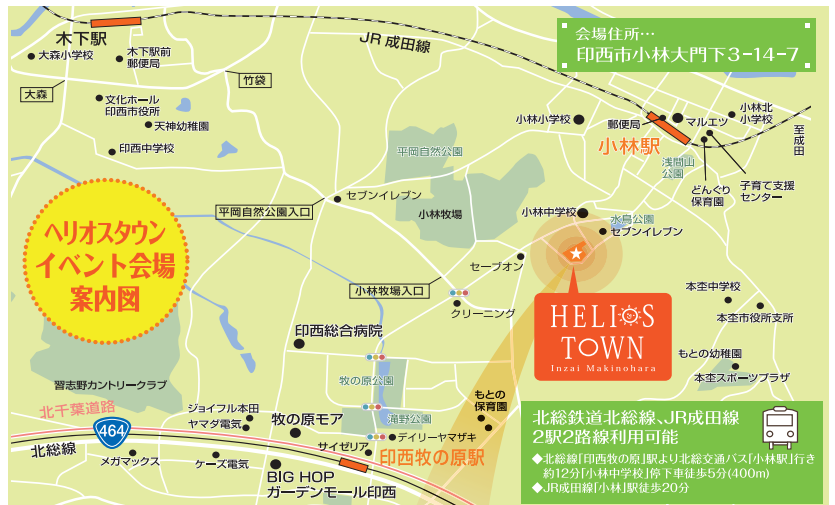 木下駅
大森小学校
木下駅前
郵便局
大森
竹袋
文化ホール
印西市役所
天神幼稚園
印西中学校
JR成田線
会場住所…
印西市小林大門下3-14-7
小林小学校
郵便局
マルエツ
小林北
小学校
小林駅
至成田
浅間山
公園
どんぐり
保育園
子育て支援
センター
平岡自然公園
セブンイレブン
平岡自然公園入口
小林牧場
小林中学校
水鳥公園
セブンイレブン
ヘリオスタウン
イベント会場
案内図
セーブオン
小林牧場入口
クリーニング
HELIOS
TOWN
Inzai Makinohara
本埜中学校
本埜市役所支所
もとの幼稚園
本埜スポーツプラザ
印西総合病院
牧の原公園
習志野カントリークラブ
北千葉道路
464
北総線
ジョイフル本田
ヤマダ電気
牧の原モア
滝野公園
もとの
保育園
デイリーヤマザキ
サイゼリア
印西牧の原駅
メガマックス
ケーズ電気
BIG HOP
ガーデンモール印西
北総鉄道北総線、JR成田線
2駅2路線利用可能
◆北総線「印西牧の原」駅より北総交通バス「小林駅」行き
約12分「小林中学校」停下車徒歩5分(400m)
◆JR成田線「小林」駅徒歩20分